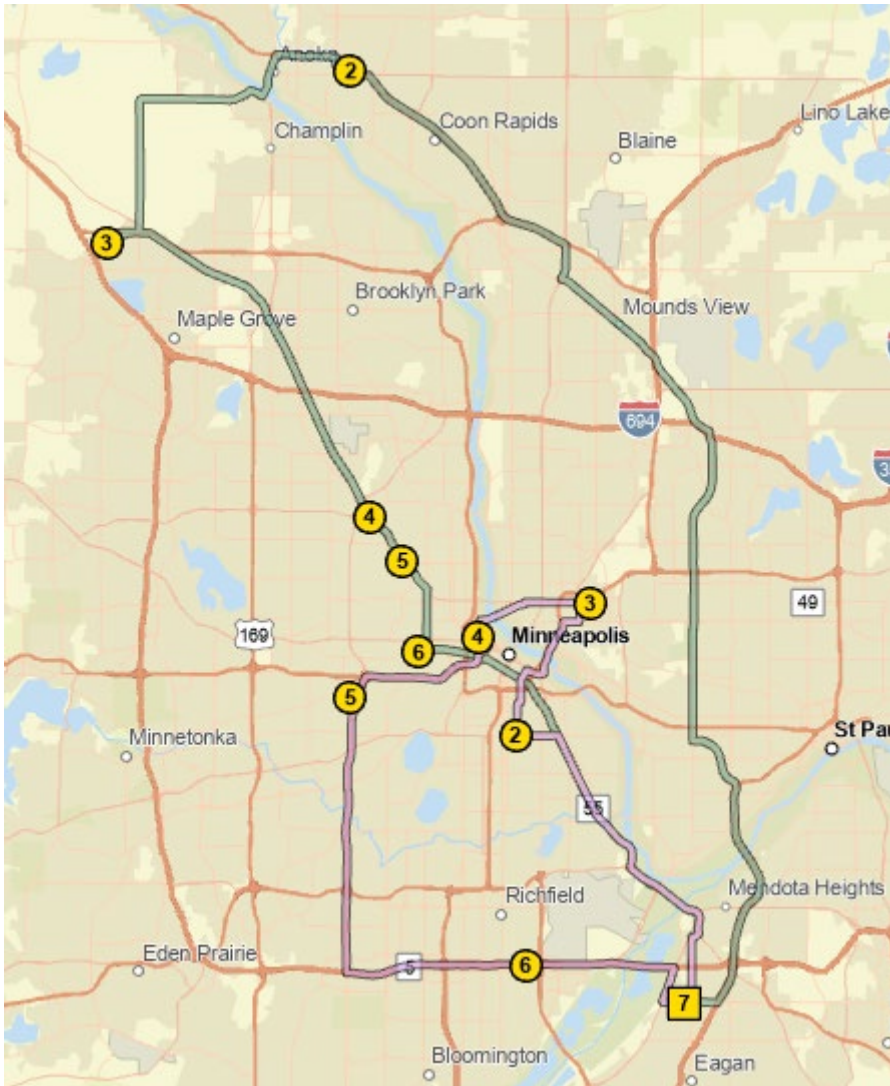 Anoka
2
Champlin
Coon Rapids
Lino Lake
Blaine
3
Brooklyn Park
Mounds View
Maple Grove
694
3
4
5
3
49
169
4
Minneapolis
6
5
2
Minnetonka
St Pau
55
Mendota Heights
Richfield
Eden Prairie
5
6
7
Bloomington
Eagan